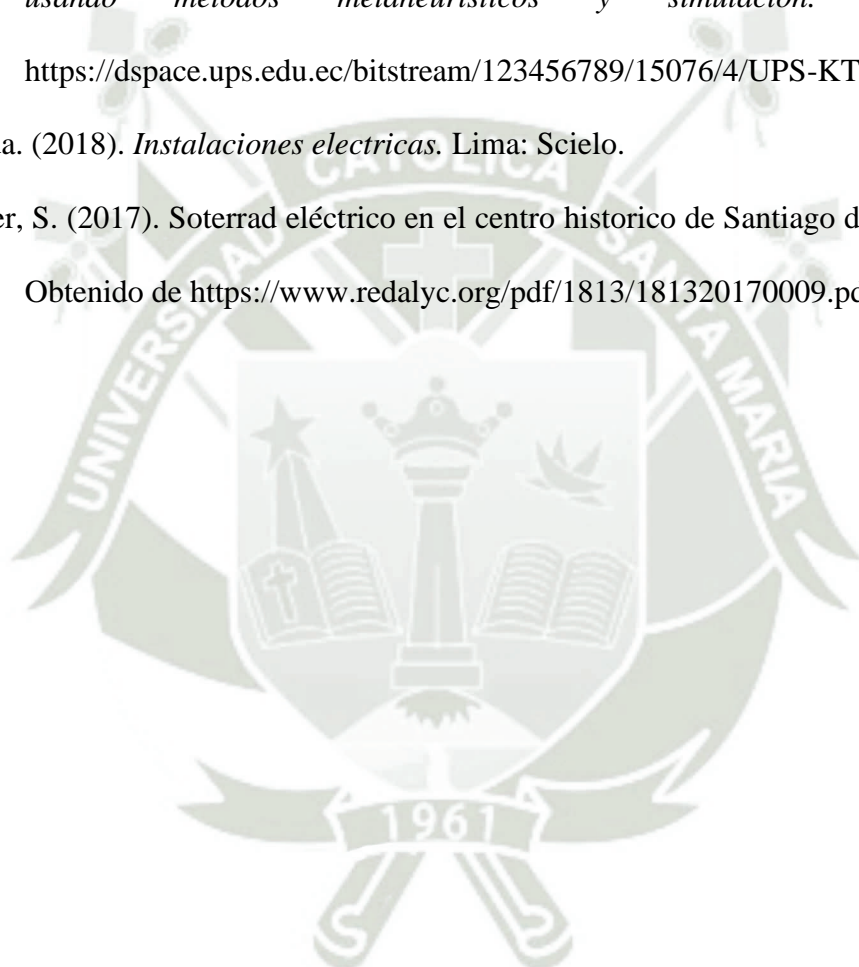 usando métodos metaheurísticos y simulación.
https://dspace.ups.edu.ec/bitstream/123456789/15076/4/UPS-KT
a. (2018). Instalaciones electricas. Lima: Scielo.
er, S. (2017). Soterrad eléctrico en el centro historico de Santiago d
Obtenido de https://www.redalyc.org/pdf/1813/181320170009.pd
UNIVERSIDAD CATOLICA SANTA MARIA
1961